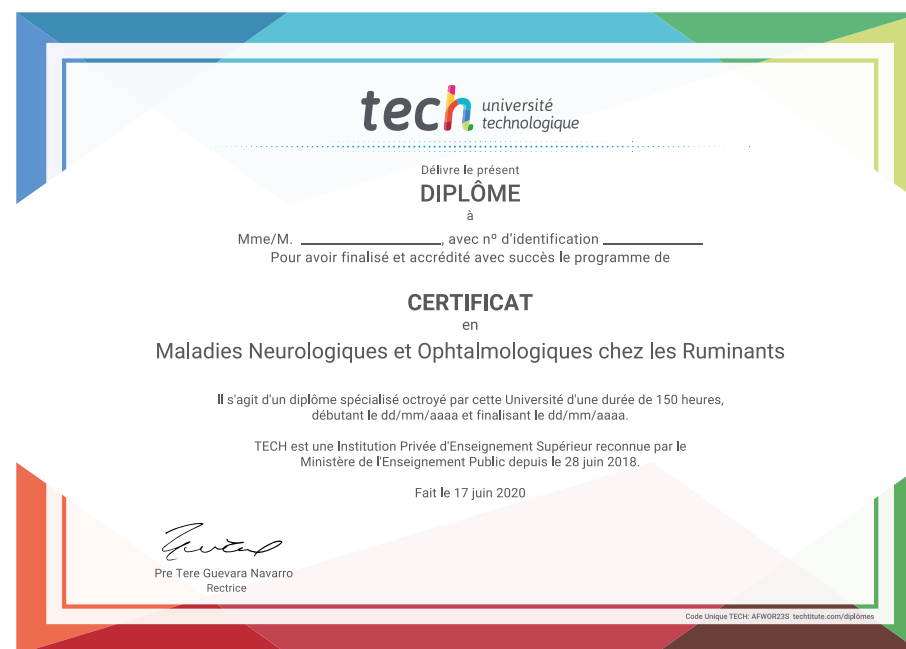 tech université
technologique
Délivre le présent
DIPLÔME
à
Mme/M. ____________________, avec nº d'identification ______________
Pour avoir finalisé et accrédité avec succès le programme de
CERTIFICAT
en
Maladies Neurologiques et Ophtalmologiques chez les Ruminants
Il s'agit d'un diplôme spécialisé octroyé par cette Université d'une durée de 150 heures,
débutant le dd/mm/aaaa et finalisant le dd/mm/aaaa.
TECH est une Institution Privée d'Enseignement Supérieur reconnue par le
Ministère de l'Enseignement Public depuis le 28 juin 2018.
Fait le 17 juin 2020
Pre Tere Guevara Navarro
Rectrice
Code Unique TECH: AFWOR23S techtitute.com/diplômes